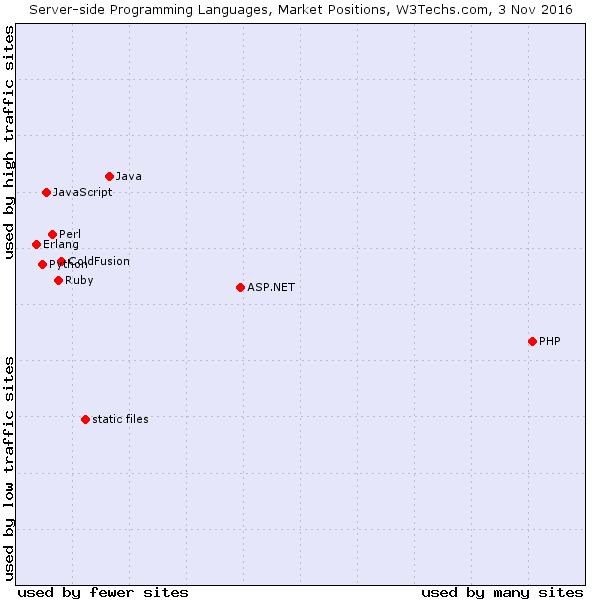 Server-side Programming Languages, Market Positions, W3Techs.com, 3 Nov 2016
used by high traffic sites
Java
JavaScript
Perl
Erlang
ColdFusion
Python
Ruby
ASP.NET
PHP
used by low traffic sites
static files
used by fewer sites
used by many sites